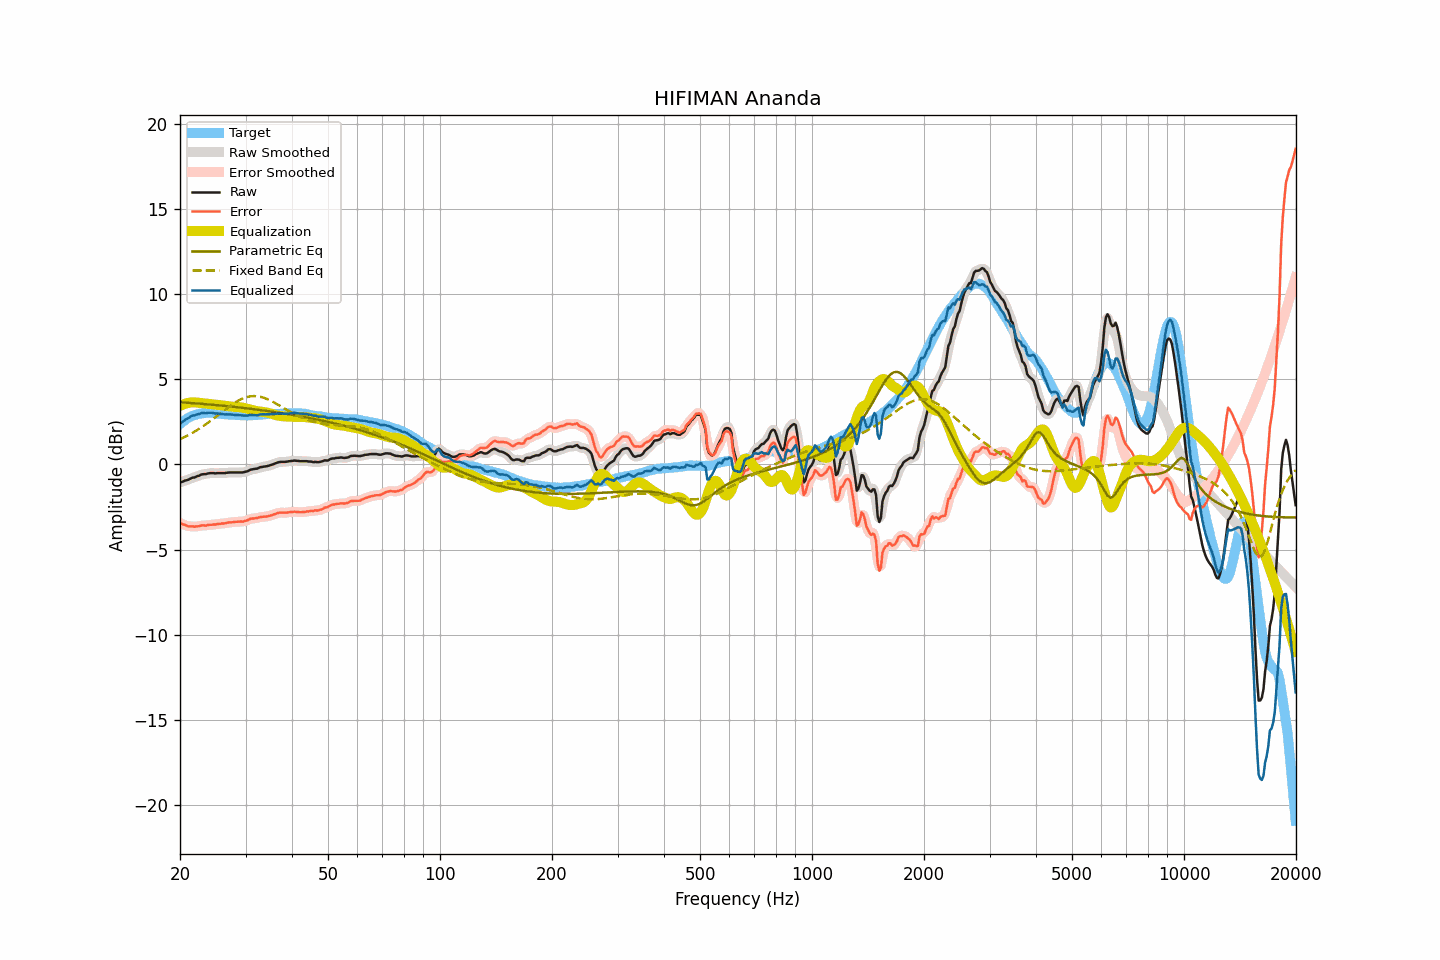 HIFIMAN Ananda
Target
Raw Smoothed
Error Smoothed
Raw
Error
Equalization
Parametric Eq
Fixed Band Eq
Equalized
Amplitude (dBr)
20
15
10
5
0
−5
−10
−15
−20
20 50 100 200 500 1000 2000 5000 10000 20000
Frequency (Hz)